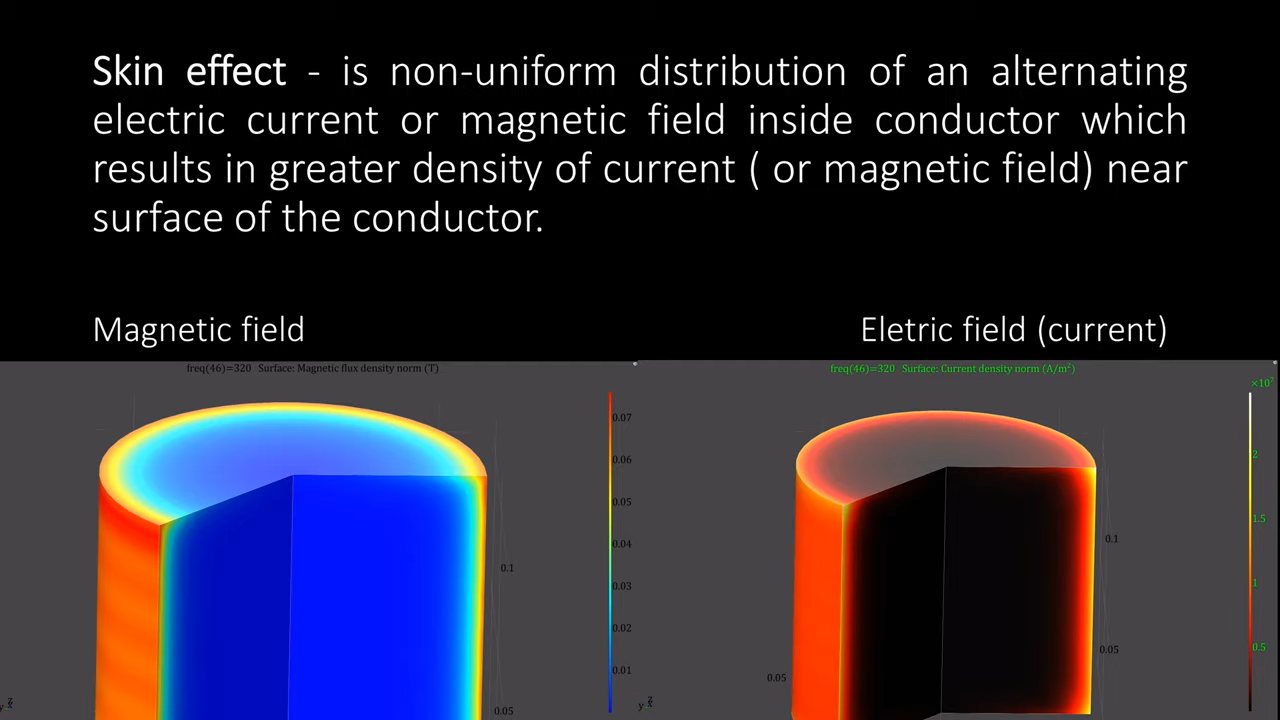 Skin effect - is non-uniform distribution of an alternating
electric current or magnetic field inside conductor which
results in greater density of current ( or magnetic field) near
surface of the conductor.
Magnetic field
Eletric field (current)
freq(46)=320 Surface: Magnetic flux density norm (T)
0.07
0.06
0.05
0.04
0.03
0.02
0.01
0.1
0.05
y z
x
freq(46)=320 Surface: Current density norm (A/m²)
×10⁷
2
1.5
1
0.5
0.1
0.05
0.05
y z
x